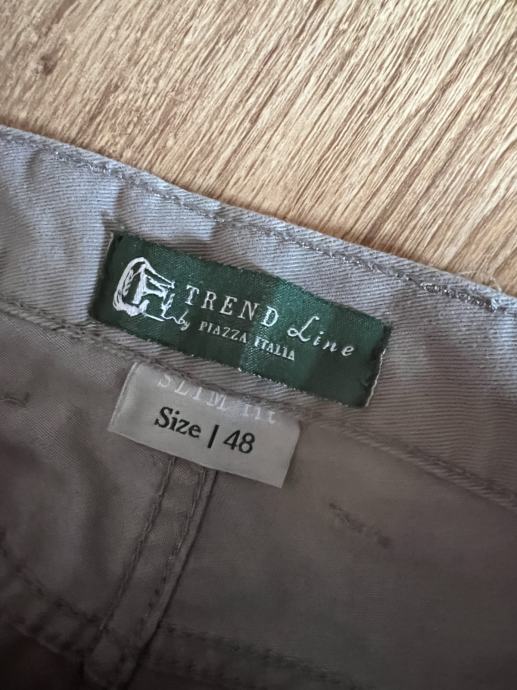 TREND Line
by PIAZZA ITALIA
SLIM fit
Size | 48